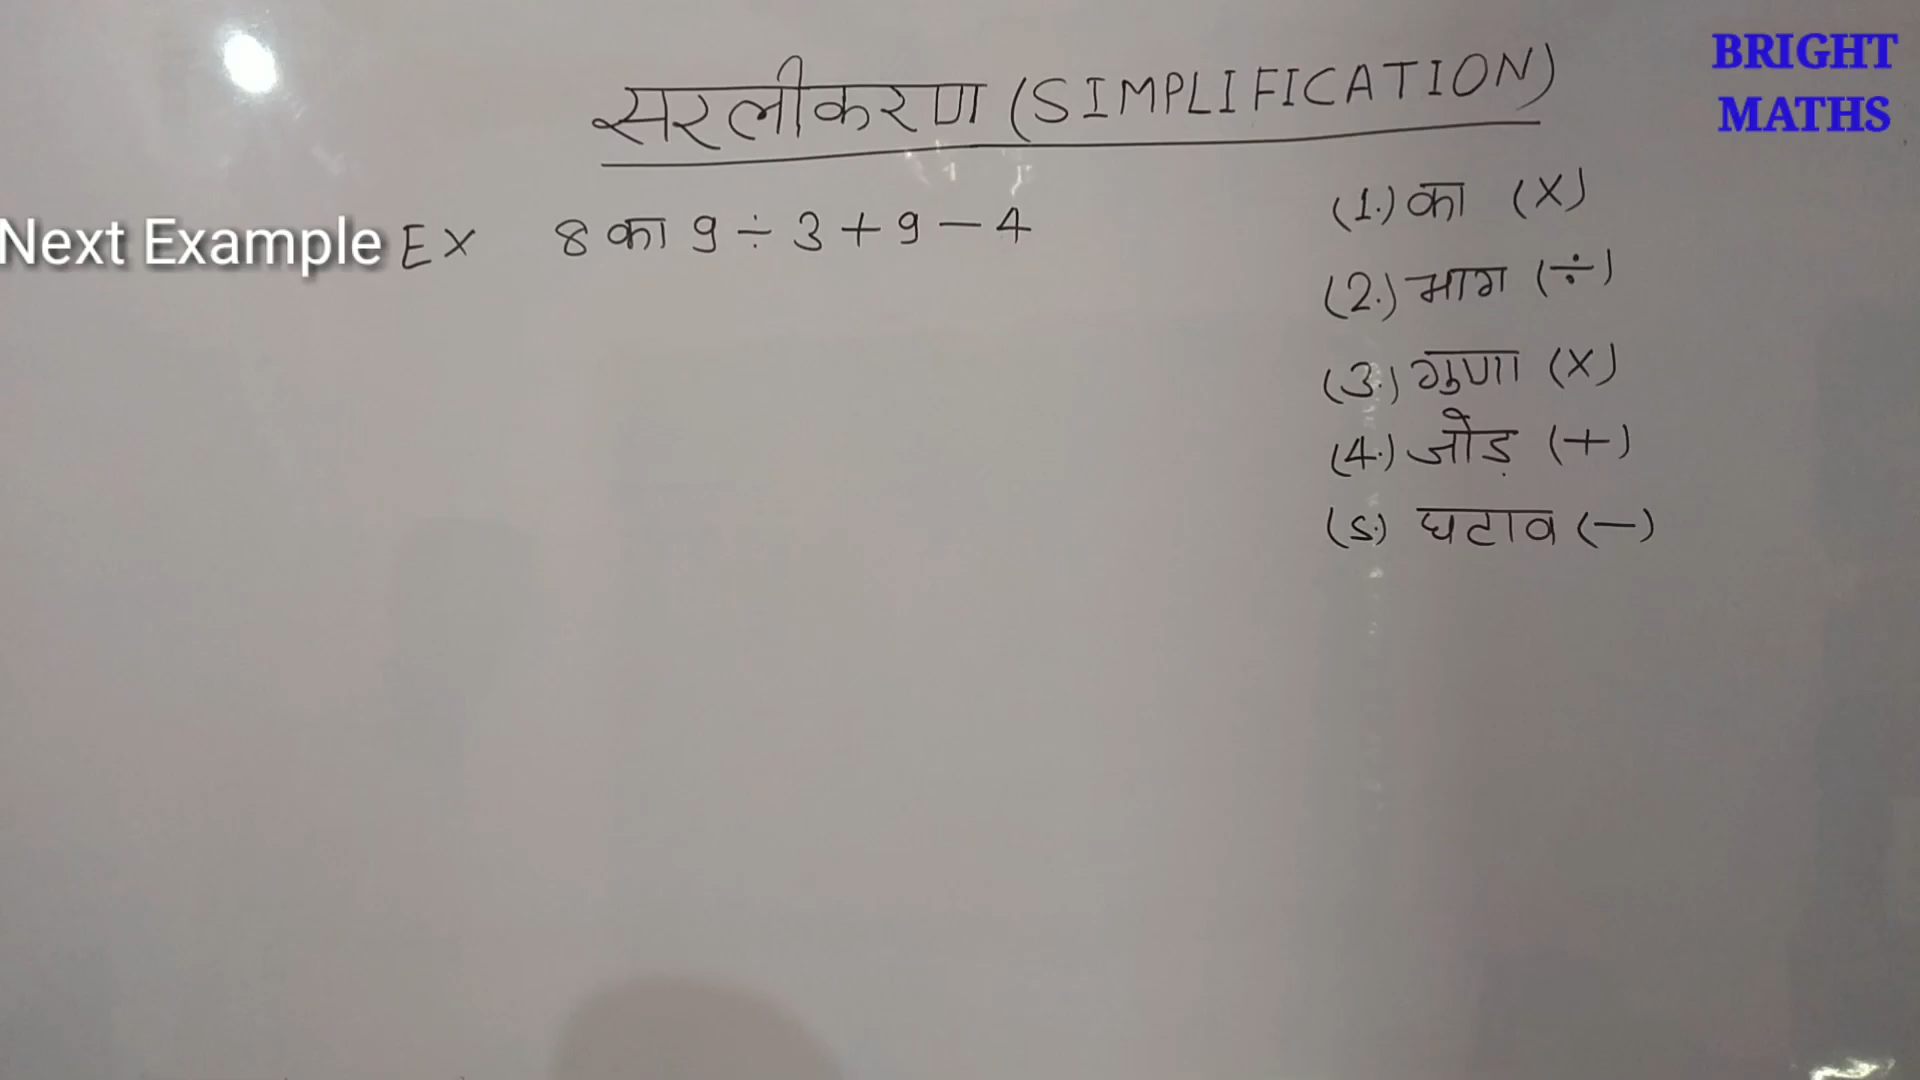 सरलीकरण (SIMPLIFICATION)
BRIGHT
MATHS
Next Example EX 8 का 9 ÷ 3 + 9 - 4
(1.) का (×)
(2.) भाग (÷)
(3.) गुणा (×)
(4.) जोड़ (+)
(5.) घटाव (-)